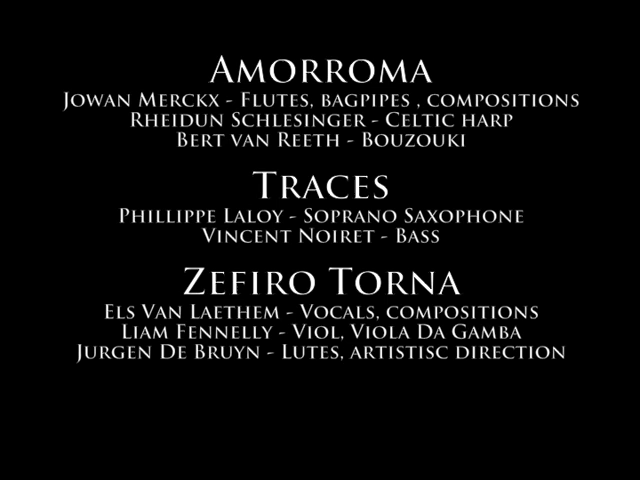 Amorroma
Jowan Merckx - Flutes, bagpipes , compositions
Rheidun Schlesinger - Celtic harp
Bert van Reeth - Bouzouki
Traces
Phillippe Laloy - Soprano Saxophone
Vincent Noiret - Bass
Zefiro Torna
Els Van Laethem - Vocals, compositions
Liam Fennelly - Viol, Viola Da Gamba
Jurgen De Bruyn - Lutes, artistisc direction